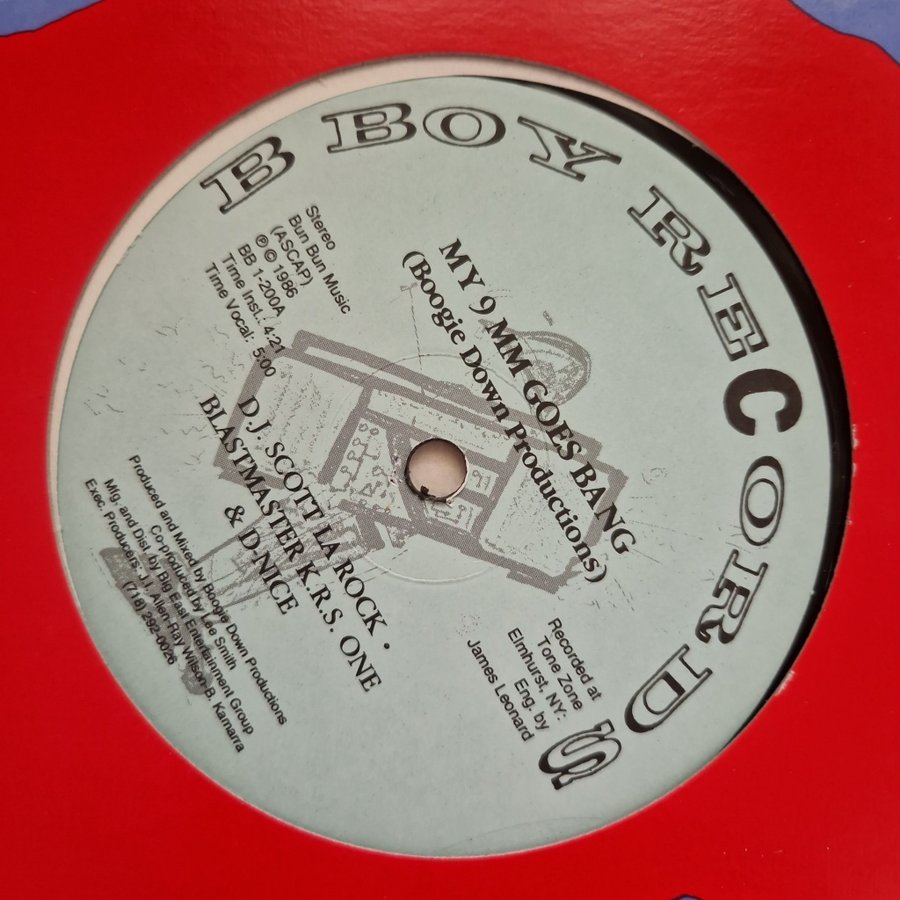 B BOY RECORDS
Stereo
Bun Bun Music
(ASCAP)
℗ © 1986
BB 1-200A
Time Inst.: 4:21
Time Vocal: 5:00
MY 9 MM GOES BANG
(Boogie Down Productions)
D.J. SCOTT LA ROCK •
BLASTMASTER K.R.S. ONE
& D-NICE
Recorded at
Tone Zone
Elmhurst, NY:
Eng. by
James Leonard
Produced and Mixed by Boogie Down Productions
Co-produced by Lee Smith
Mfg. and Dist. by Big East Entertainment Group
Exec. Producers: J.J. Allen-Ray Wilson-B. Kamarra
(718) 292-0026